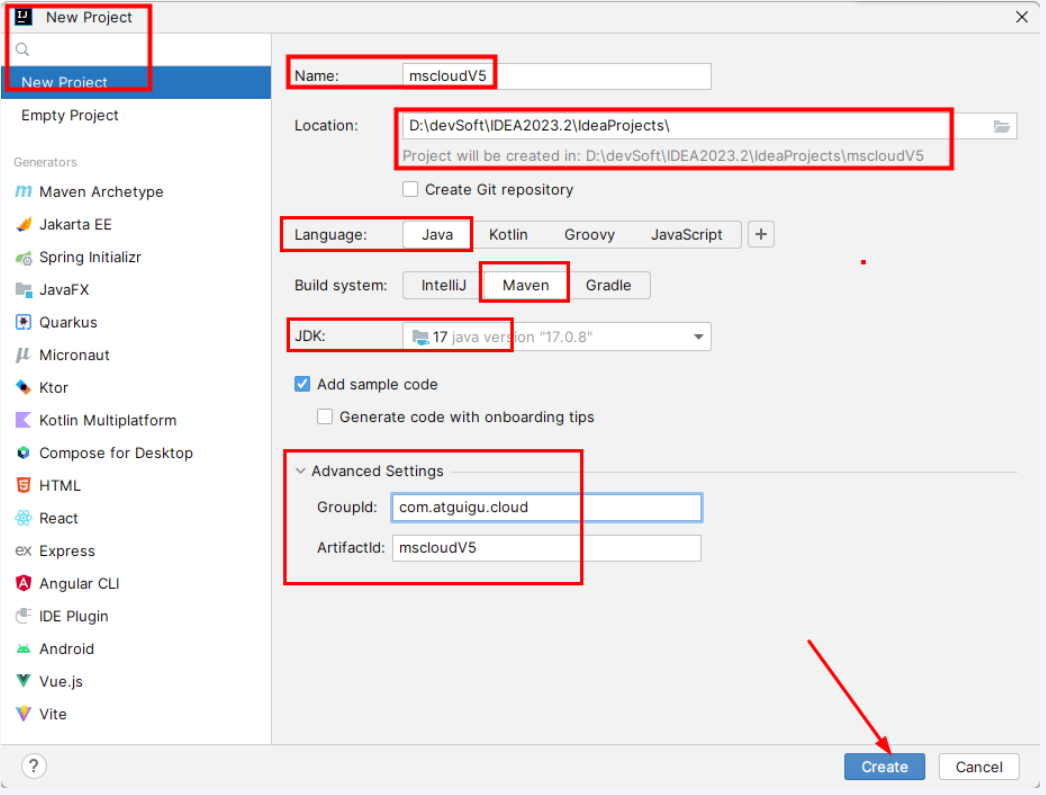 New Project
New Project
Empty Project
Generators
Maven Archetype
Jakarta EE
Spring Initializr
JavaFX
Quarkus
Micronaut
Ktor
Kotlin Multiplatform
Compose for Desktop
HTML
React
Express
Angular CLI
IDE Plugin
Android
Vue.js
Vite
Name: mscloudV5
Location: D:\devSoft\IDEA2023.2\IdeaProjects\
Project will be created in: D:\devSoft\IDEA2023.2\IdeaProjects\mscloudV5
Create Git repository
Language: Java Kotlin Groovy JavaScript +
Build system: IntelliJ Maven Gradle
JDK: 17 java version "17.0.8"
Add sample code
Generate code with onboarding tips
Advanced Settings
GroupId: com.atguigu.cloud
ArtifactId: mscloudV5
? Create Cancel